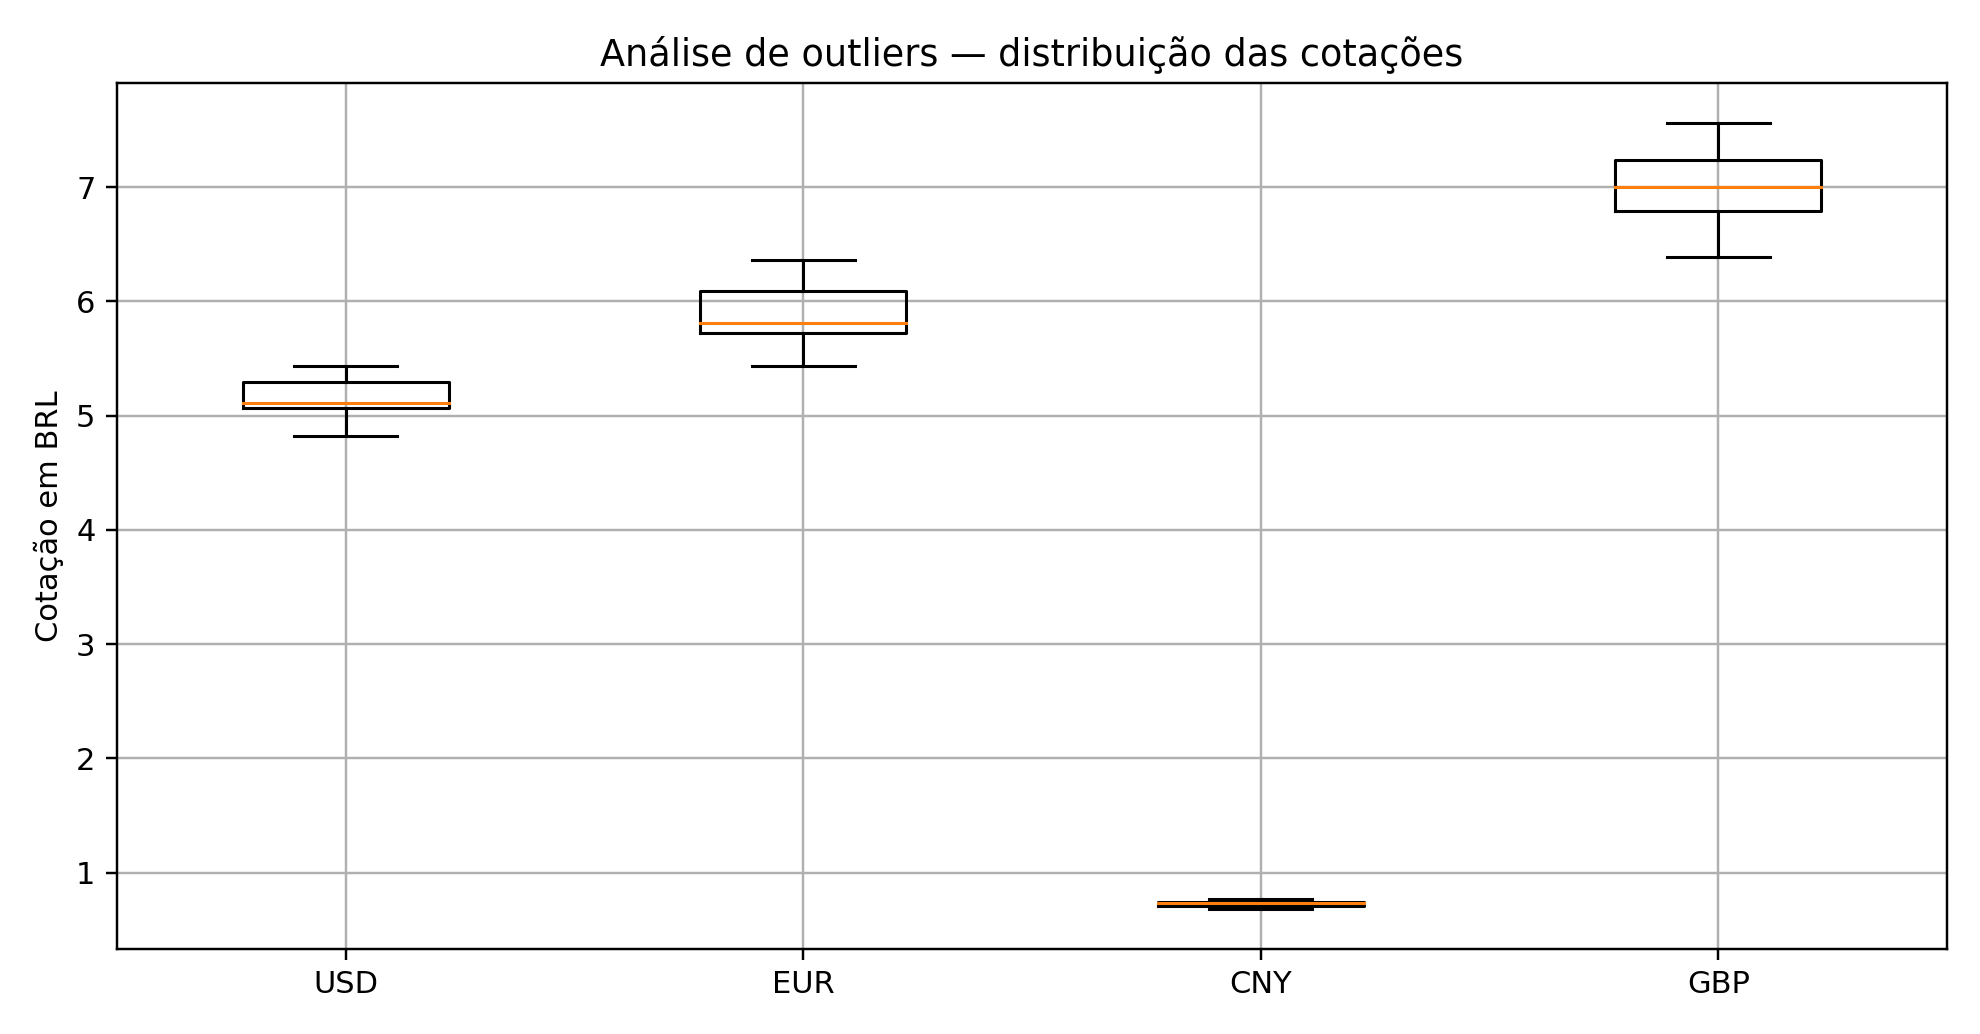 Análise de outliers — distribuição das cotações
Cotação em BRL
7
6
5
4
3
2
1
USD
EUR
CNY
GBP